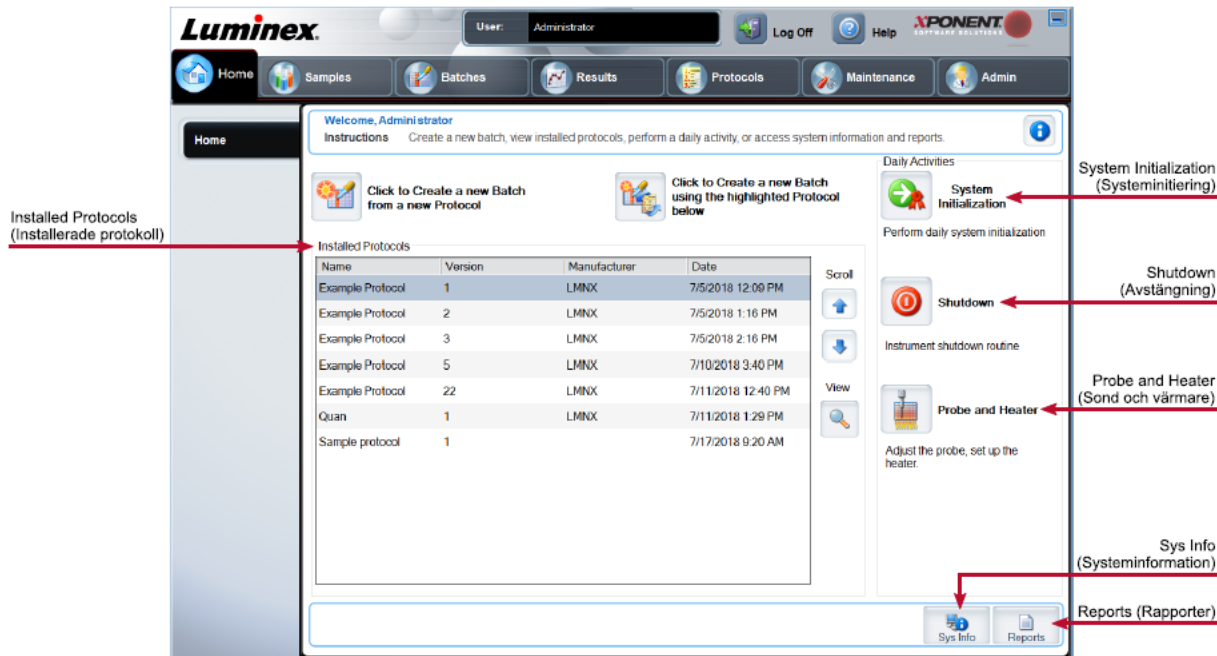 Luminex.
User: Administrator
Log Off
Help
XPONENT.
SOFTWARE SOLUTIONS
Home
Samples
Batches
Results
Protocols
Maintenance
Admin
Home
Welcome, Administrator
Instructions Create a new batch, view installed protocols, perform a daily activity, or access system information and reports.
Click to Create a new Batch
from a new Protocol
Click to Create a new Batch
using the highlighted Protocol
below
Installed Protocols
(Installerade protokoll)
Installed Protocols
Name Version Manufacturer Date
Example Protocol 1 LMNX 7/5/2018 12:09 PM
Example Protocol 2 LMNX 7/5/2018 1:16 PM
Example Protocol 3 LMNX 7/5/2018 2:16 PM
Example Protocol 5 LMNX 7/10/2018 3:40 PM
Example Protocol 22 LMNX 7/11/2018 12:40 PM
Quan 1 LMNX 7/11/2018 1:29 PM
Sample protocol 1 7/17/2018 9:20 AM
Scroll
View
Daily Activities
System
Initialization
Perform daily system initialization
Shutdown
Instrument shutdown routine
Probe and Heater
Adjust the probe, set up the
heater.
Sys Info
Reports
System Initialization
(Systeminitiering)
Shutdown
(Avstängning)
Probe and Heater
(Sond och värmare)
Sys Info
(Systeminformation)
Reports (Rapporter)